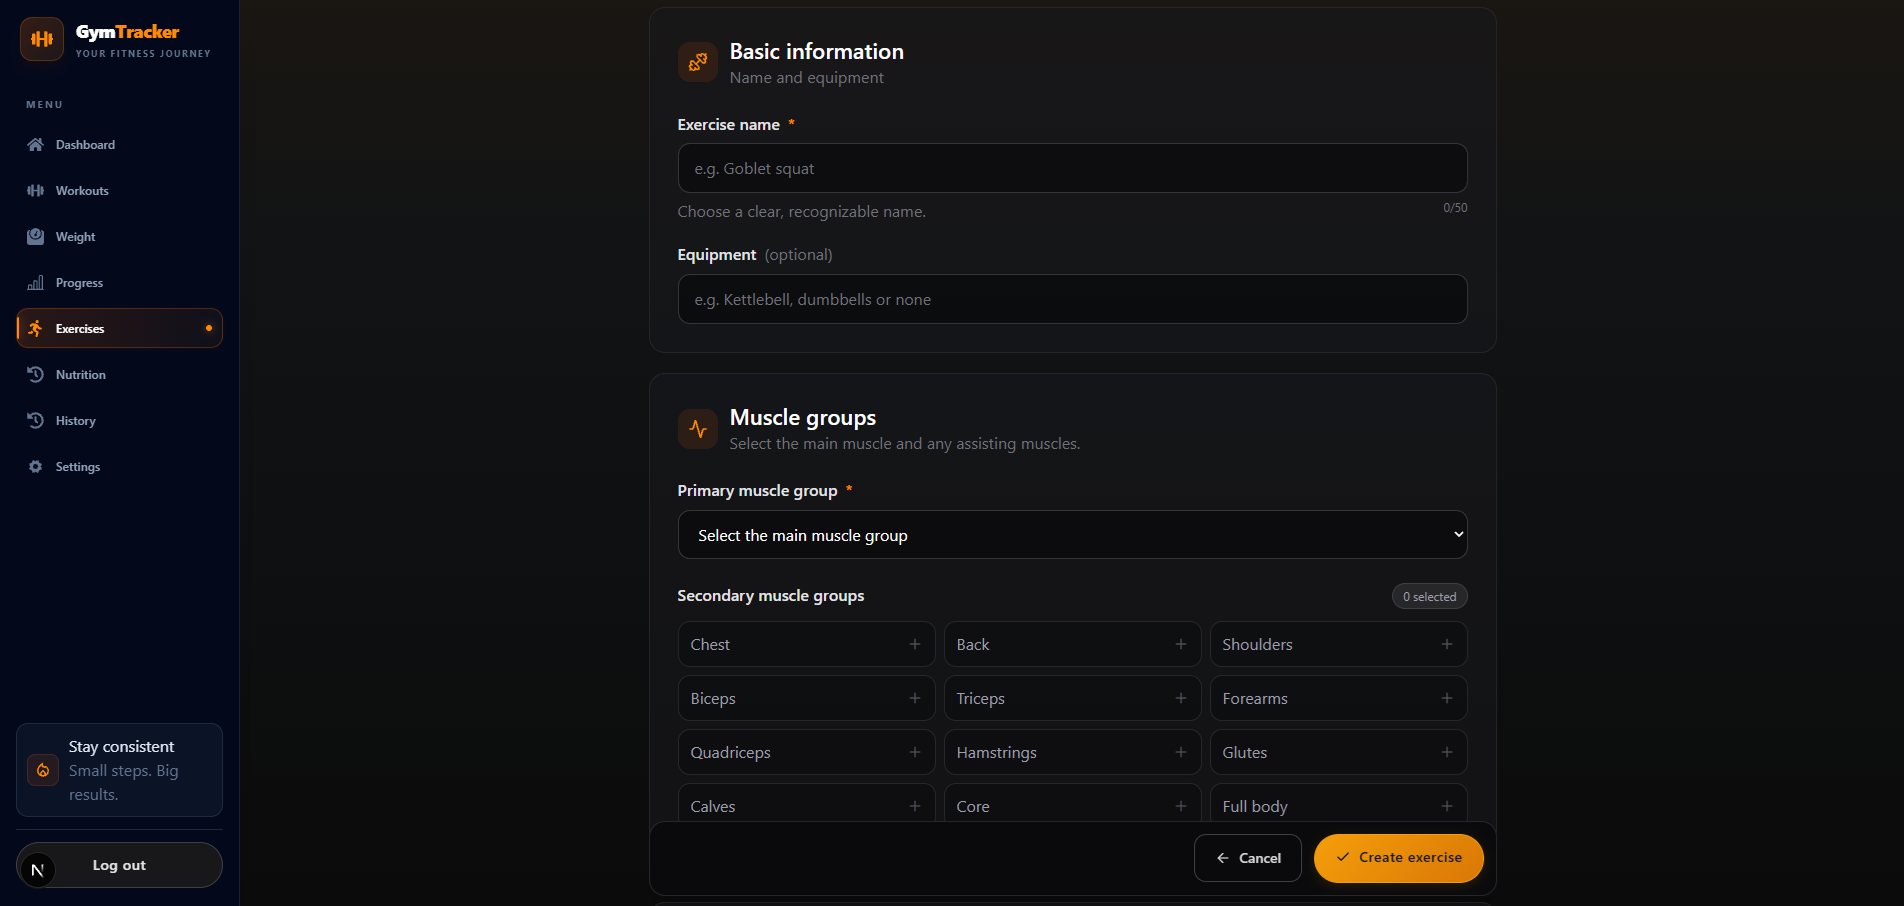 GymTracker
YOUR FITNESS JOURNEY
MENU
Dashboard
Workouts
Weight
Progress
Exercises
Nutrition
History
Settings
Stay consistent
Small steps. Big
results.
N
Log out
Basic information
Name and equipment
Exercise name *
e.g. Goblet squat
Choose a clear, recognizable name.
0/50
Equipment (optional)
e.g. Kettlebell, dumbbells or none
Muscle groups
Select the main muscle and any assisting muscles.
Primary muscle group *
Select the main muscle group
Secondary muscle groups
0 selected
Chest +
Back +
Shoulders +
Biceps +
Triceps +
Forearms +
Quadriceps +
Hamstrings +
Glutes +
Calves +
Core +
Full body +
Cancel
Create exercise